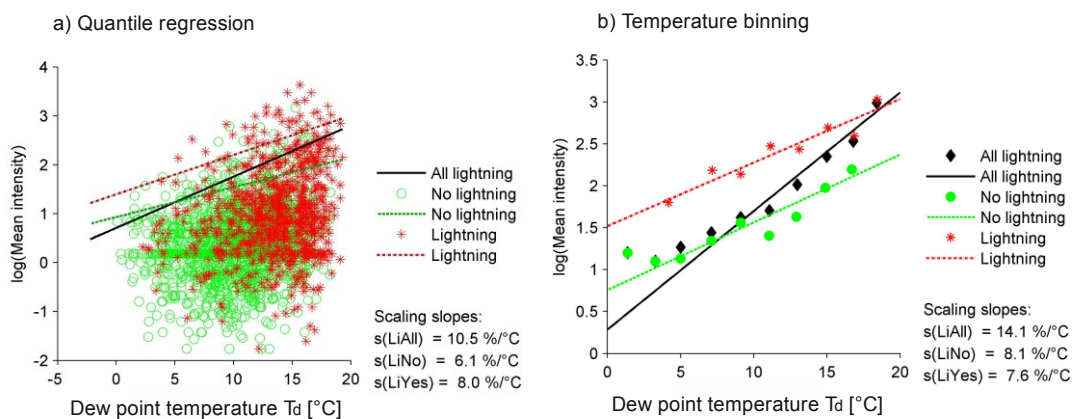 a) Quantile regression
4
3
2
1
0
-1
-2
log(Mean intensity)
-5
0
5
10
15
20
Dew point temperature Td [°C]
All lightning
No lightning
No lightning
Lightning
Lightning
Scaling slopes:
s(LiAll) = 10.5 %/°C
s(LiNo) = 6.1 %/°C
s(LiYes) = 8.0 %/°C
b) Temperature binning
3.5
3
2.5
2
1.5
1
0.5
0
log(Mean intensity)
0
5
10
15
20
Dew point temperature Td [°C]
All lightning
All lightning
No lightning
No lightning
Lightning
Lightning
Scaling slopes:
s(LiAll) = 14.1 %/°C
s(LiNo) = 8.1 %/°C
s(LiYes) = 7.6 %/°C